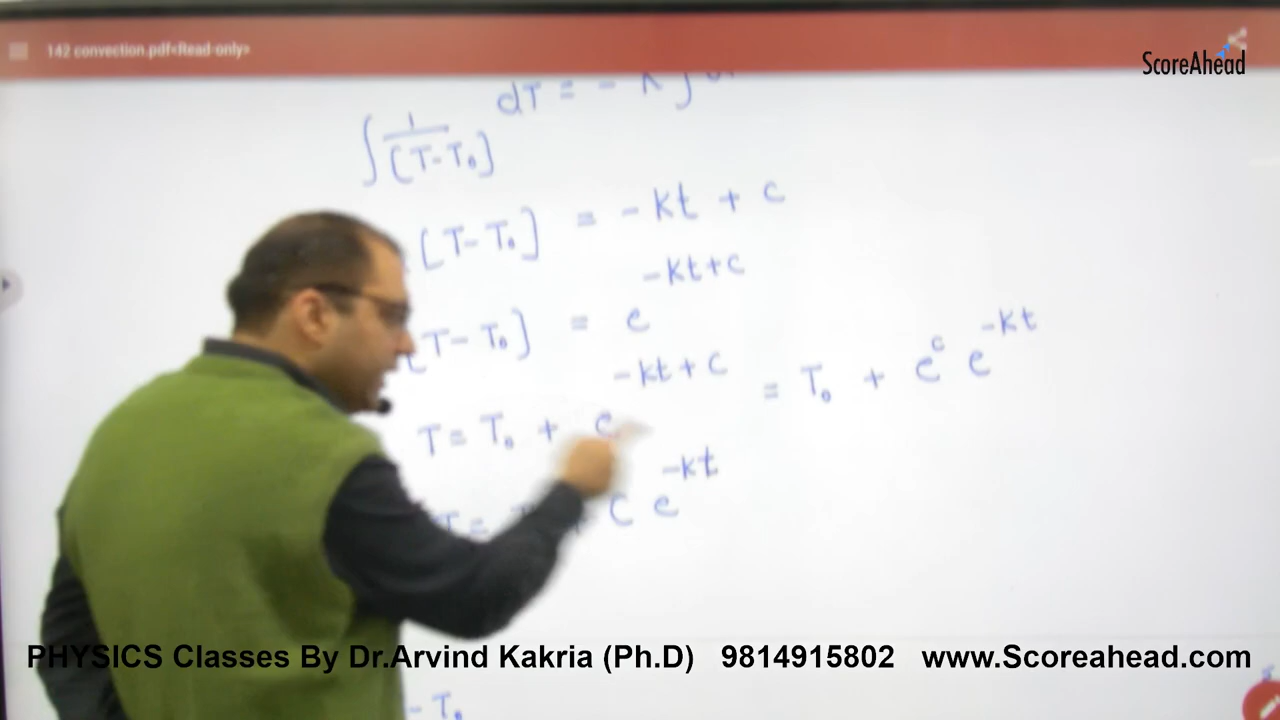 142 convection.pdf<Read-only>
ScoreAhead
∫ 1/[T-T₀] dT = - K ∫
[T-T₀] = -Kt + c
[T-T₀] = e^(-Kt+c)
T = T₀ + e^(-Kt+c) = T₀ + e^c e^(-Kt)
T = + C e^(-Kt)
PHYSICS Classes By Dr.Arvind Kakria (Ph.D) 9814915802 www.Scoreahead.com
- T₀